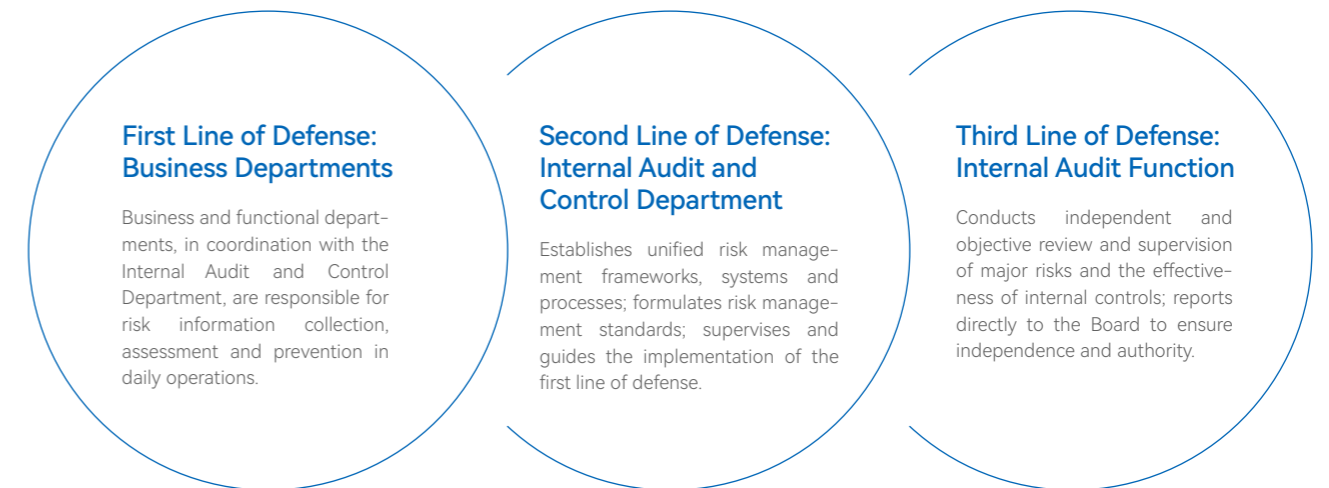 First Line of Defense:
Business Departments
Business and functional depart-
ments, in coordination with the
Internal Audit and Control
Department, are responsible for
risk information collection,
assessment and prevention in
daily operations.
Second Line of Defense:
Internal Audit and
Control Department
Establishes unified risk manage-
ment frameworks, systems and
processes; formulates risk manage-
ment standards; supervises and
guides the implementation of the
first line of defense.
Third Line of Defense:
Internal Audit Function
Conducts independent and
objective review and supervision
of major risks and the effective-
ness of internal controls; reports
directly to the Board to ensure
independence and authority.